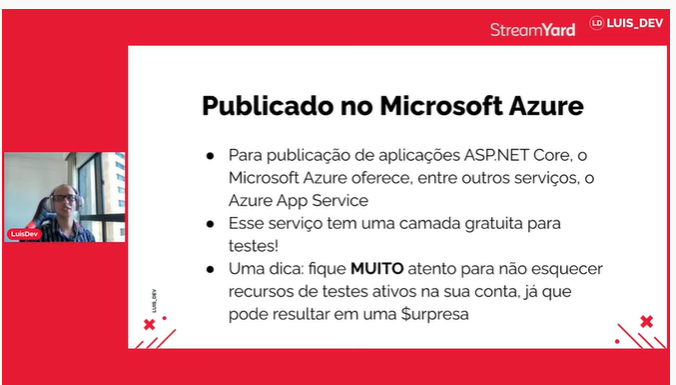 StreamYard
LD LUIS_DEV
Publicado no Microsoft Azure
● Para publicação de aplicações ASP.NET Core, o
Microsoft Azure oferece, entre outros serviços, o
Azure App Service
● Esse serviço tem uma camada gratuita para
testes!
● Uma dica: fique MUITO atento para não esquecer
recursos de testes ativos na sua conta, já que
pode resultar em uma $urpresa
LuisDev
LUIS_DEV